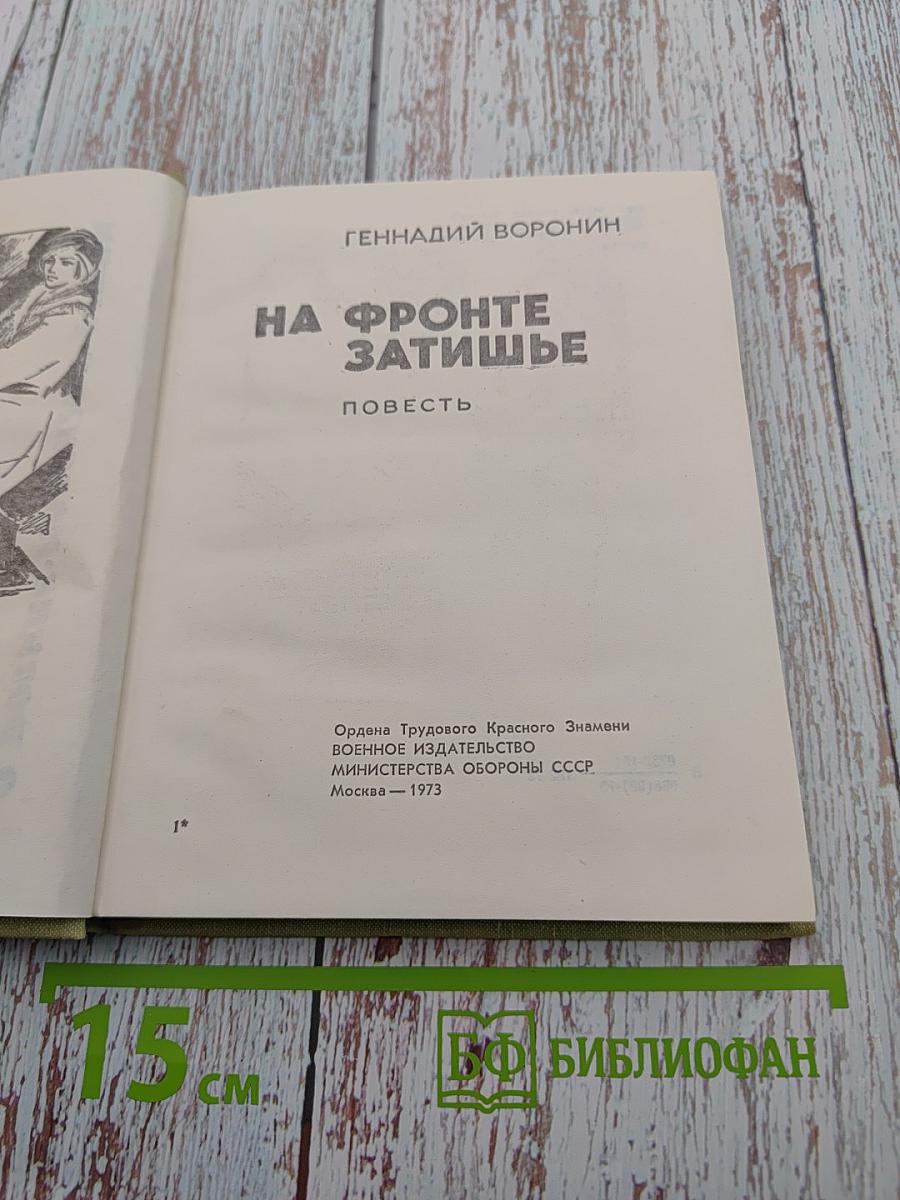 ГЕННАДИЙ ВОРОНИН
НА ФРОНТЕ
ЗАТИШЬЕ
ПОВЕСТЬ
Ордена Трудового Красного Знамени
ВОЕННОЕ ИЗДАТЕЛЬСТВО
МИНИСТЕРСТВА ОБОРОНЫ СССР
Москва — 1973
1*
15 см
БФ БИБЛИОФАН